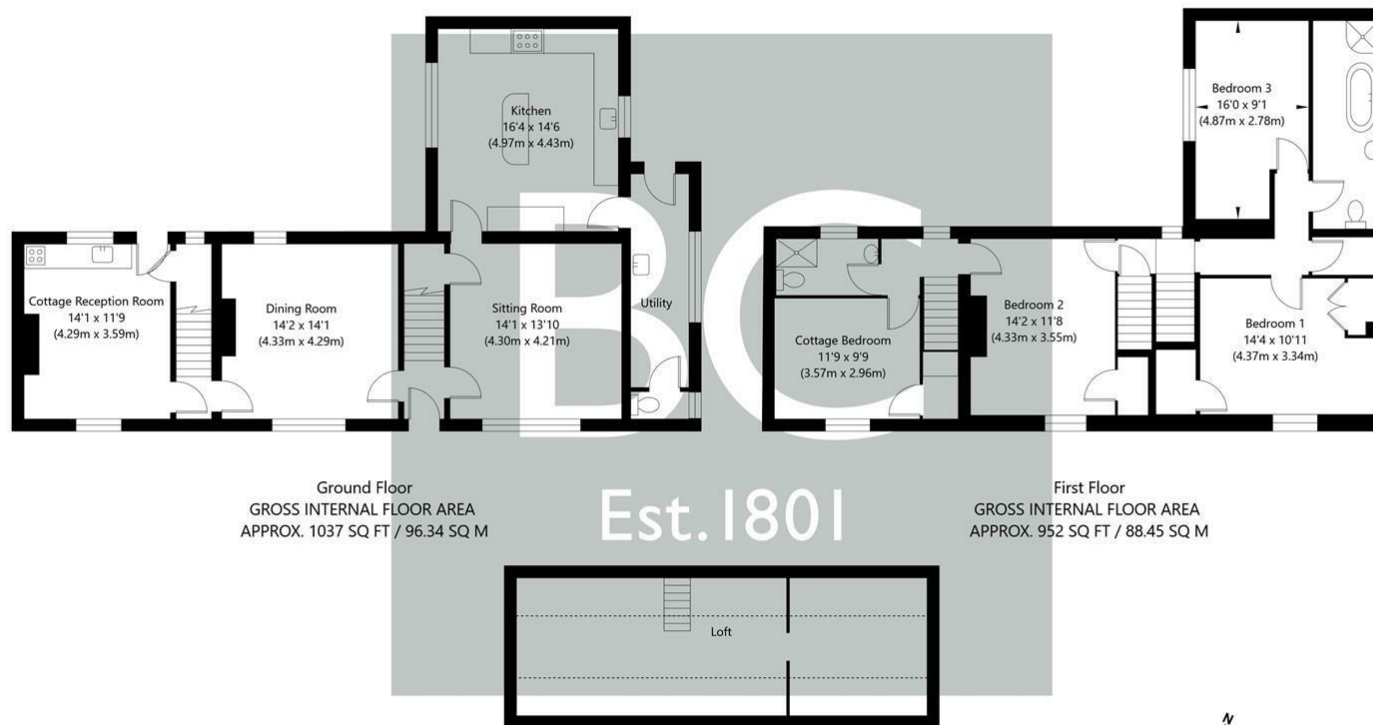 Kitchen
16'4 x 14'6
(4.97m x 4.43m)
Cottage Reception Room
14'1 x 11'9
(4.29m x 3.59m)
Dining Room
14'2 x 14'1
(4.33m x 4.29m)
Sitting Room
14'1 x 13'10
(4.30m x 4.21m)
Utility
Ground Floor
GROSS INTERNAL FLOOR AREA
APPROX. 1037 SQ FT / 96.34 SQ M
Bedroom 3
16'0 x 9'1
(4.87m x 2.78m)
Cottage Bedroom
11'9 x 9'9
(3.57m x 2.96m)
Bedroom 2
14'2 x 11'8
(4.33m x 3.55m)
Bedroom 1
14'4 x 10'11
(4.37m x 3.34m)
First Floor
GROSS INTERNAL FLOOR AREA
APPROX. 952 SQ FT / 88.45 SQ M
BC
Est. 1801
Loft
N